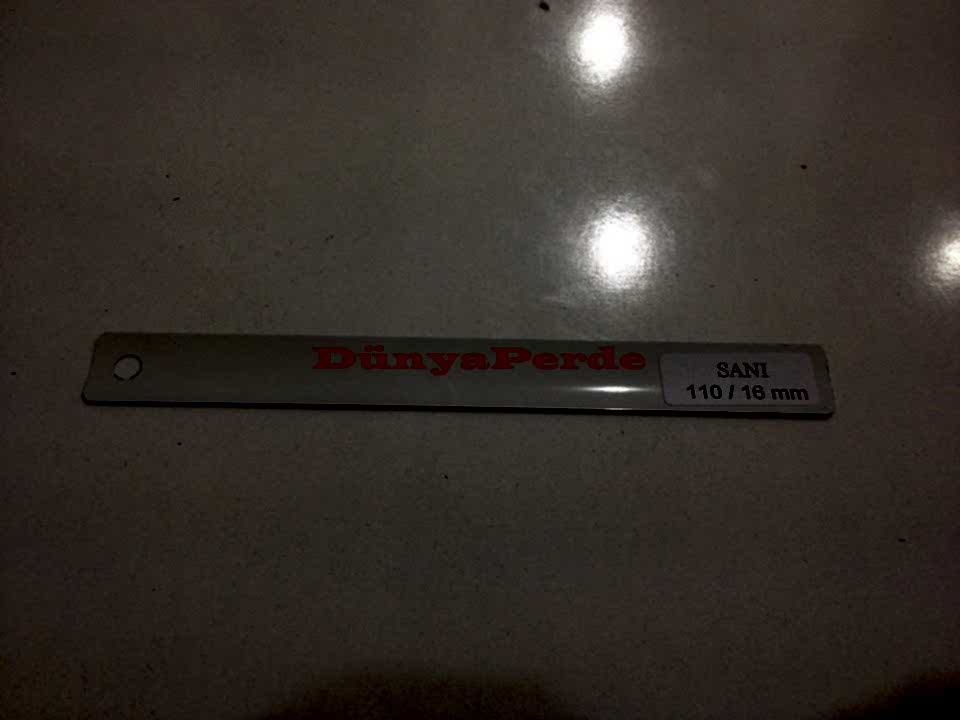 DünyaPerde
SANI
110 / 16 mm